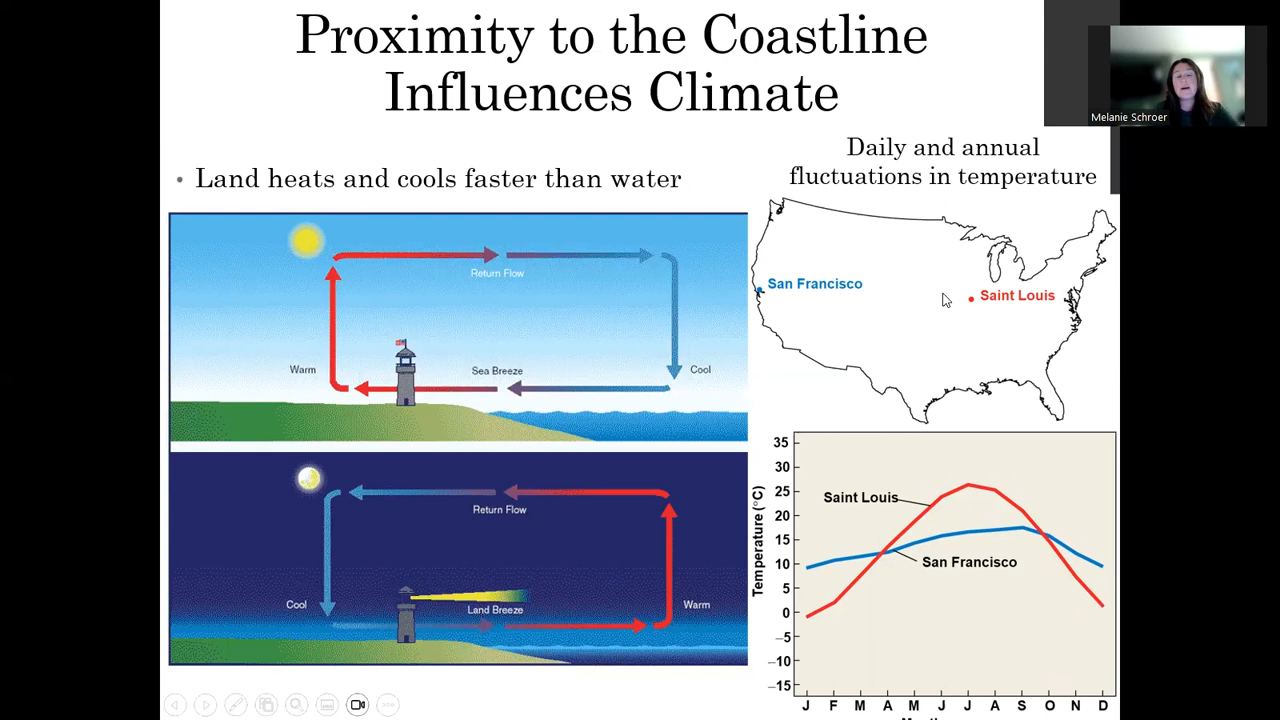 Proximity to the Coastline
Influences Climate
Melanie Schroer
• Land heats and cools faster than water
Daily and annual
fluctuations in temperature
Return Flow
Warm
Sea Breeze
Cool
Return Flow
Cool
Land Breeze
Warm
San Francisco
Saint Louis
Temperature (°C)
35
30
25
20
15
10
5
0
–5
–10
–15
Saint Louis
San Francisco
J F M A M J J A S O N D